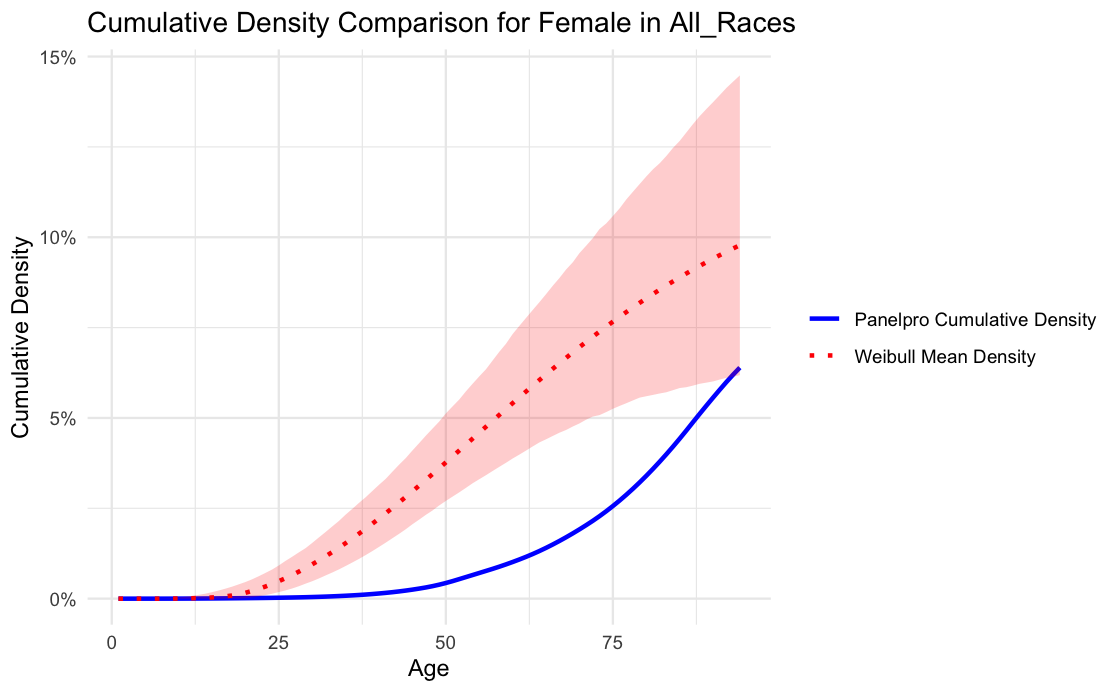 Cumulative Density Comparison for Female in All_Races
15%
10%
5%
0%
Cumulative Density
0 25 50 75
Age
Panelpro Cumulative Density
Weibull Mean Density